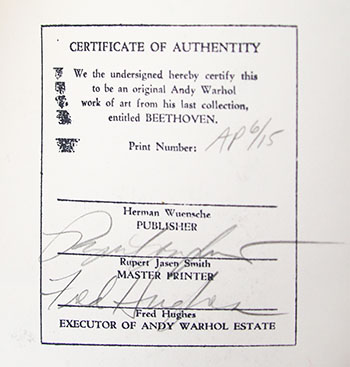 CERTIFICATE OF AUTHENTITY
We the undersigned hereby certify this
to be an original Andy Warhol
work of art from his last collection,
entitled BEETHOVEN.
Print Number: AP 6/15
Herman Wuensche
PUBLISHER
Rupert Jasen Smith
MASTER PRINTER
Fred Hughes
Fred Hughes
EXECUTOR OF ANDY WARHOL ESTATE